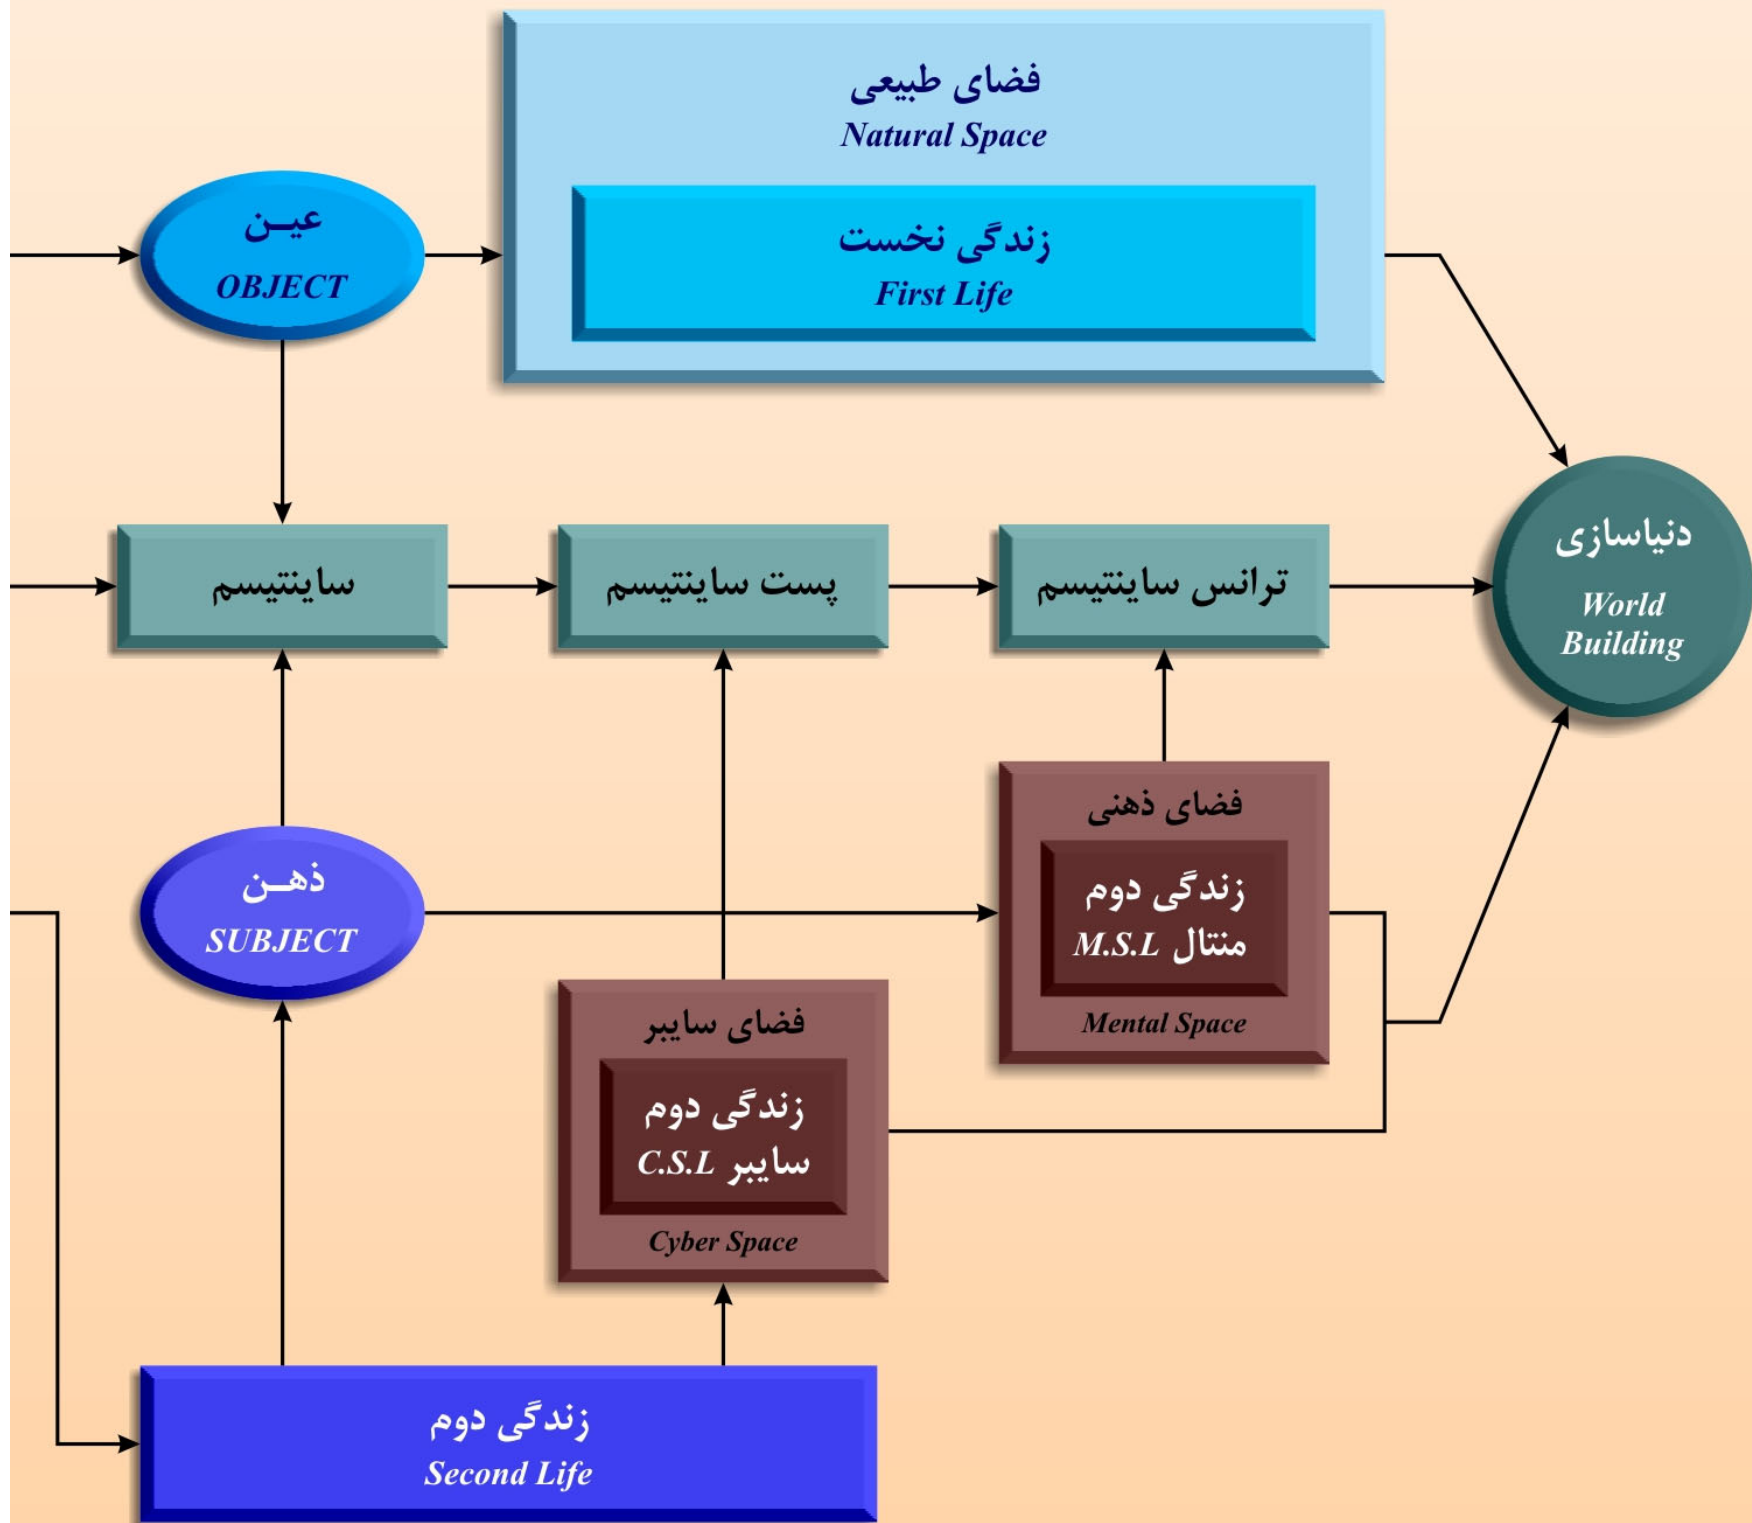 فضای طبیعی
Natural Space
زندگی نخست
First Life
عیـن
OBJECT
ساینتیسم
پست ساینتیسم
ترانس ساینتیسم
دنیاسازی
World
Building
ذهـن
SUBJECT
فضای ذهنی
زندگی دوم
منتال M.S.L
Mental Space
فضای سایبر
زندگی دوم
سایبر C.S.L
Cyber Space
زندگی دوم
Second Life